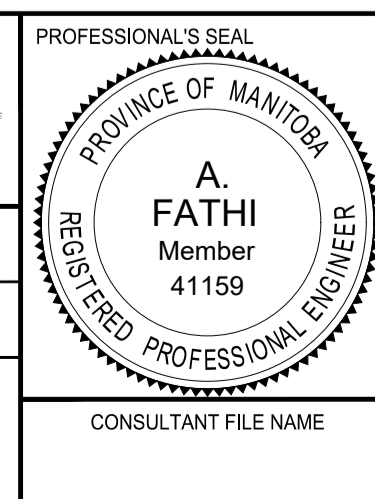 PROFESSIONAL'S SEAL
PROVINCE OF MANITOBA
A.
FATHI
Member
41159
REGISTERED PROFESSIONAL ENGINEER
CONSULTANT FILE NAME